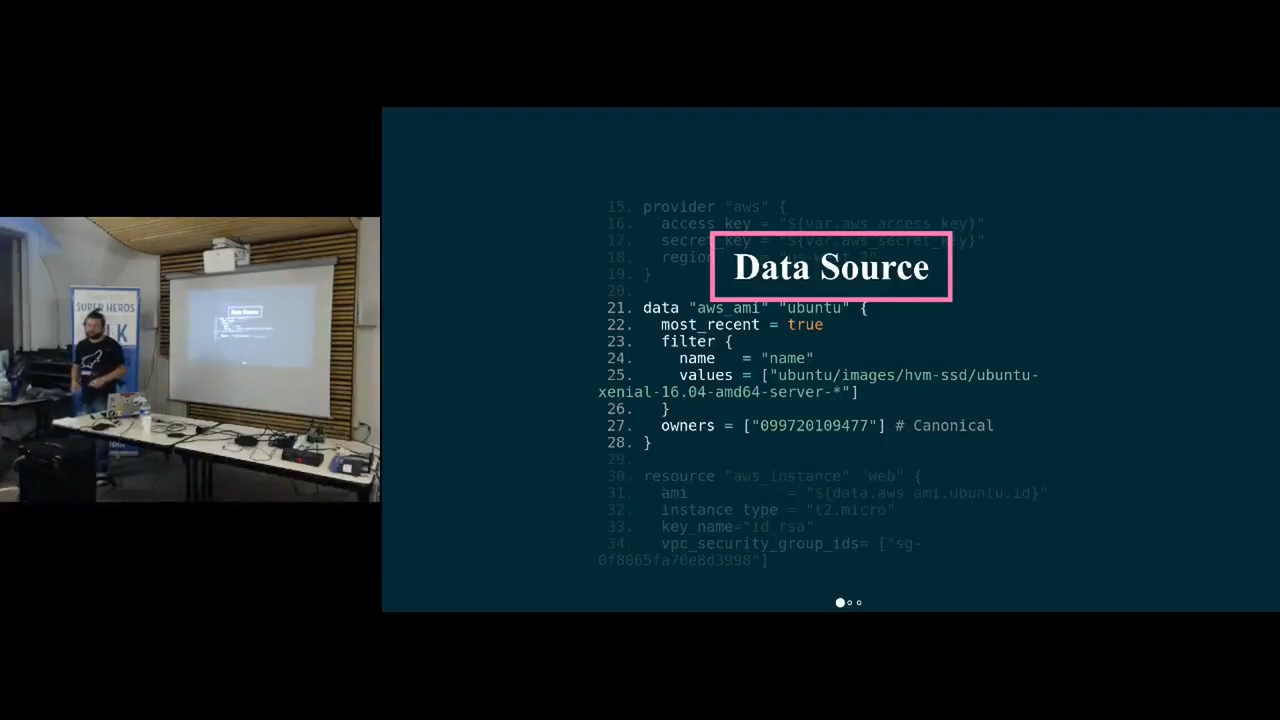 SUPER HEROS
LK
15. provider "aws" {
16. access_key = "${var.aws_access_key}"
17. secret_key = "${var.aws_secret_key}"
18. region
19. }
Data Source
20.
21. data "aws_ami" "ubuntu" {
22. most_recent = true
23. filter {
24. name = "name"
25. values = ["ubuntu/images/hvm-ssd/ubuntu-
xenial-16.04-amd64-server-*"]
26. }
27. owners = ["099720109477"] # Canonical
28. }
29.
30. resource "aws_instance" "web" {
31. ami = "${data.aws_ami.ubuntu.id}"
32. instance_type = "t2.micro"
33. key_name="id_rsa"
34. vpc_security_group_ids= ["sg-
0f8065fa70e8d3998"]